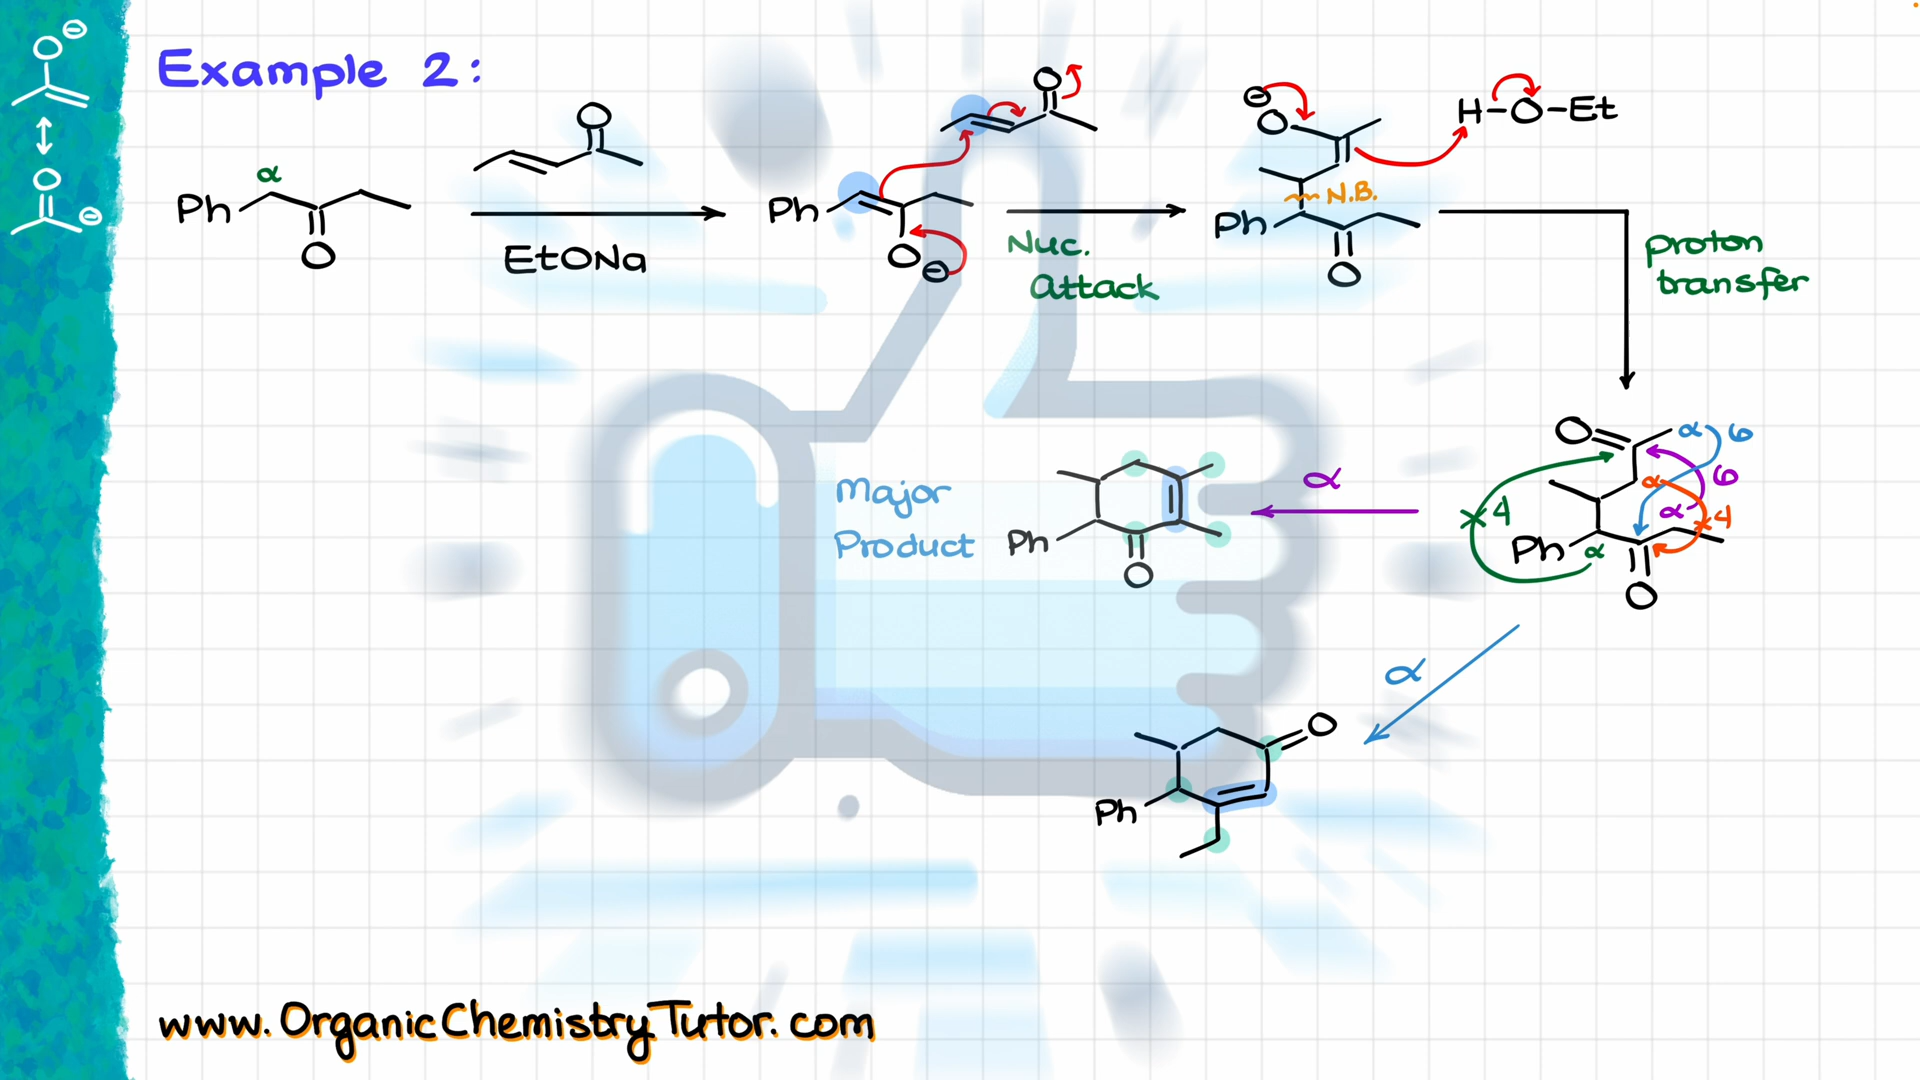 Example 2:
O
⊖
O
O
⊖
Ph
α
O
O
EtONa
Ph
O
⊖
O
Nuc.
attack
⊖
O
N.B.
Ph
O
H-O-Et
proton
transfer
O
α
6
α
6
α
×4
×4
Ph
α
O
α
Major
Product
Ph
O
α
O
Ph
www.OrganicChemistryTutor.com